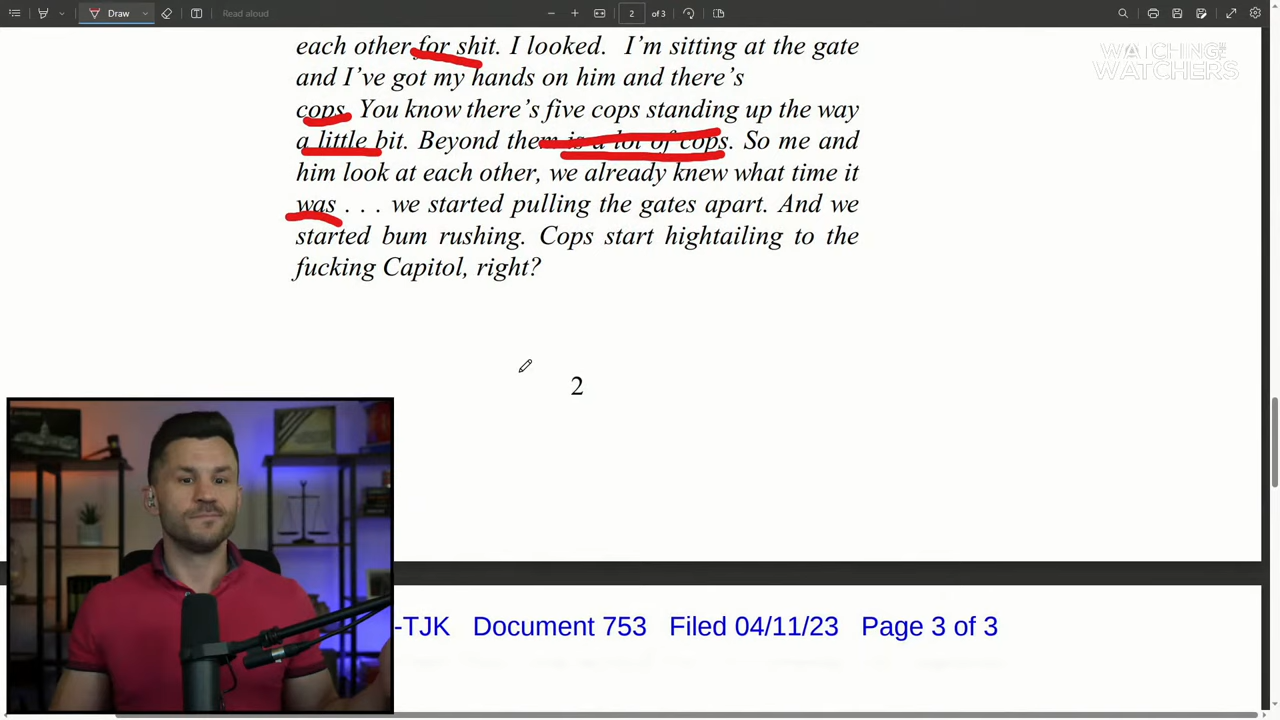 Draw
Read aloud
2 of 3
each other for shit. I looked. I'm sitting at the gate
WATCHING THE
WATCHERS
and I've got my hands on him and there's
cops. You know there's five cops standing up the way
a little bit. Beyond them is a lot of cops. So me and
him look at each other, we already knew what time it
was . . . we started pulling the gates apart. And we
started bum rushing. Cops start hightailing to the
fucking Capitol, right?
2
-TJK Document 753 Filed 04/11/23 Page 3 of 3